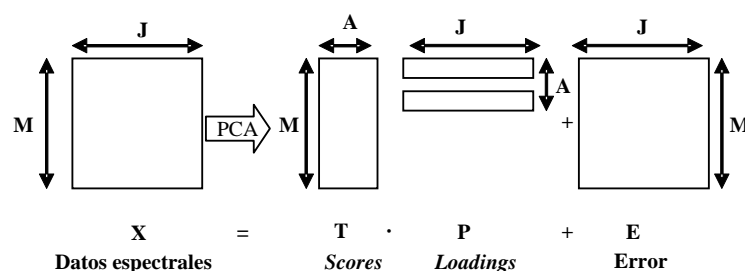 J A J J
M PCA M A + M
X = T · P + E
Datos espectrales Scores Loadings Error